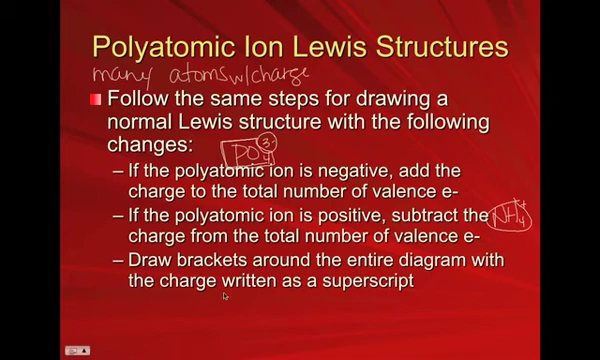 Polyatomic Ion Lewis Structures
many atoms w/charge
Follow the same steps for drawing a
normal Lewis structure with the following
changes:
PO₄³⁻
– If the polyatomic ion is negative, add the
charge to the total number of valence e-
– If the polyatomic ion is positive, subtract the
NH₄⁺
charge from the total number of valence e-
– Draw brackets around the entire diagram with
the charge written as a superscript